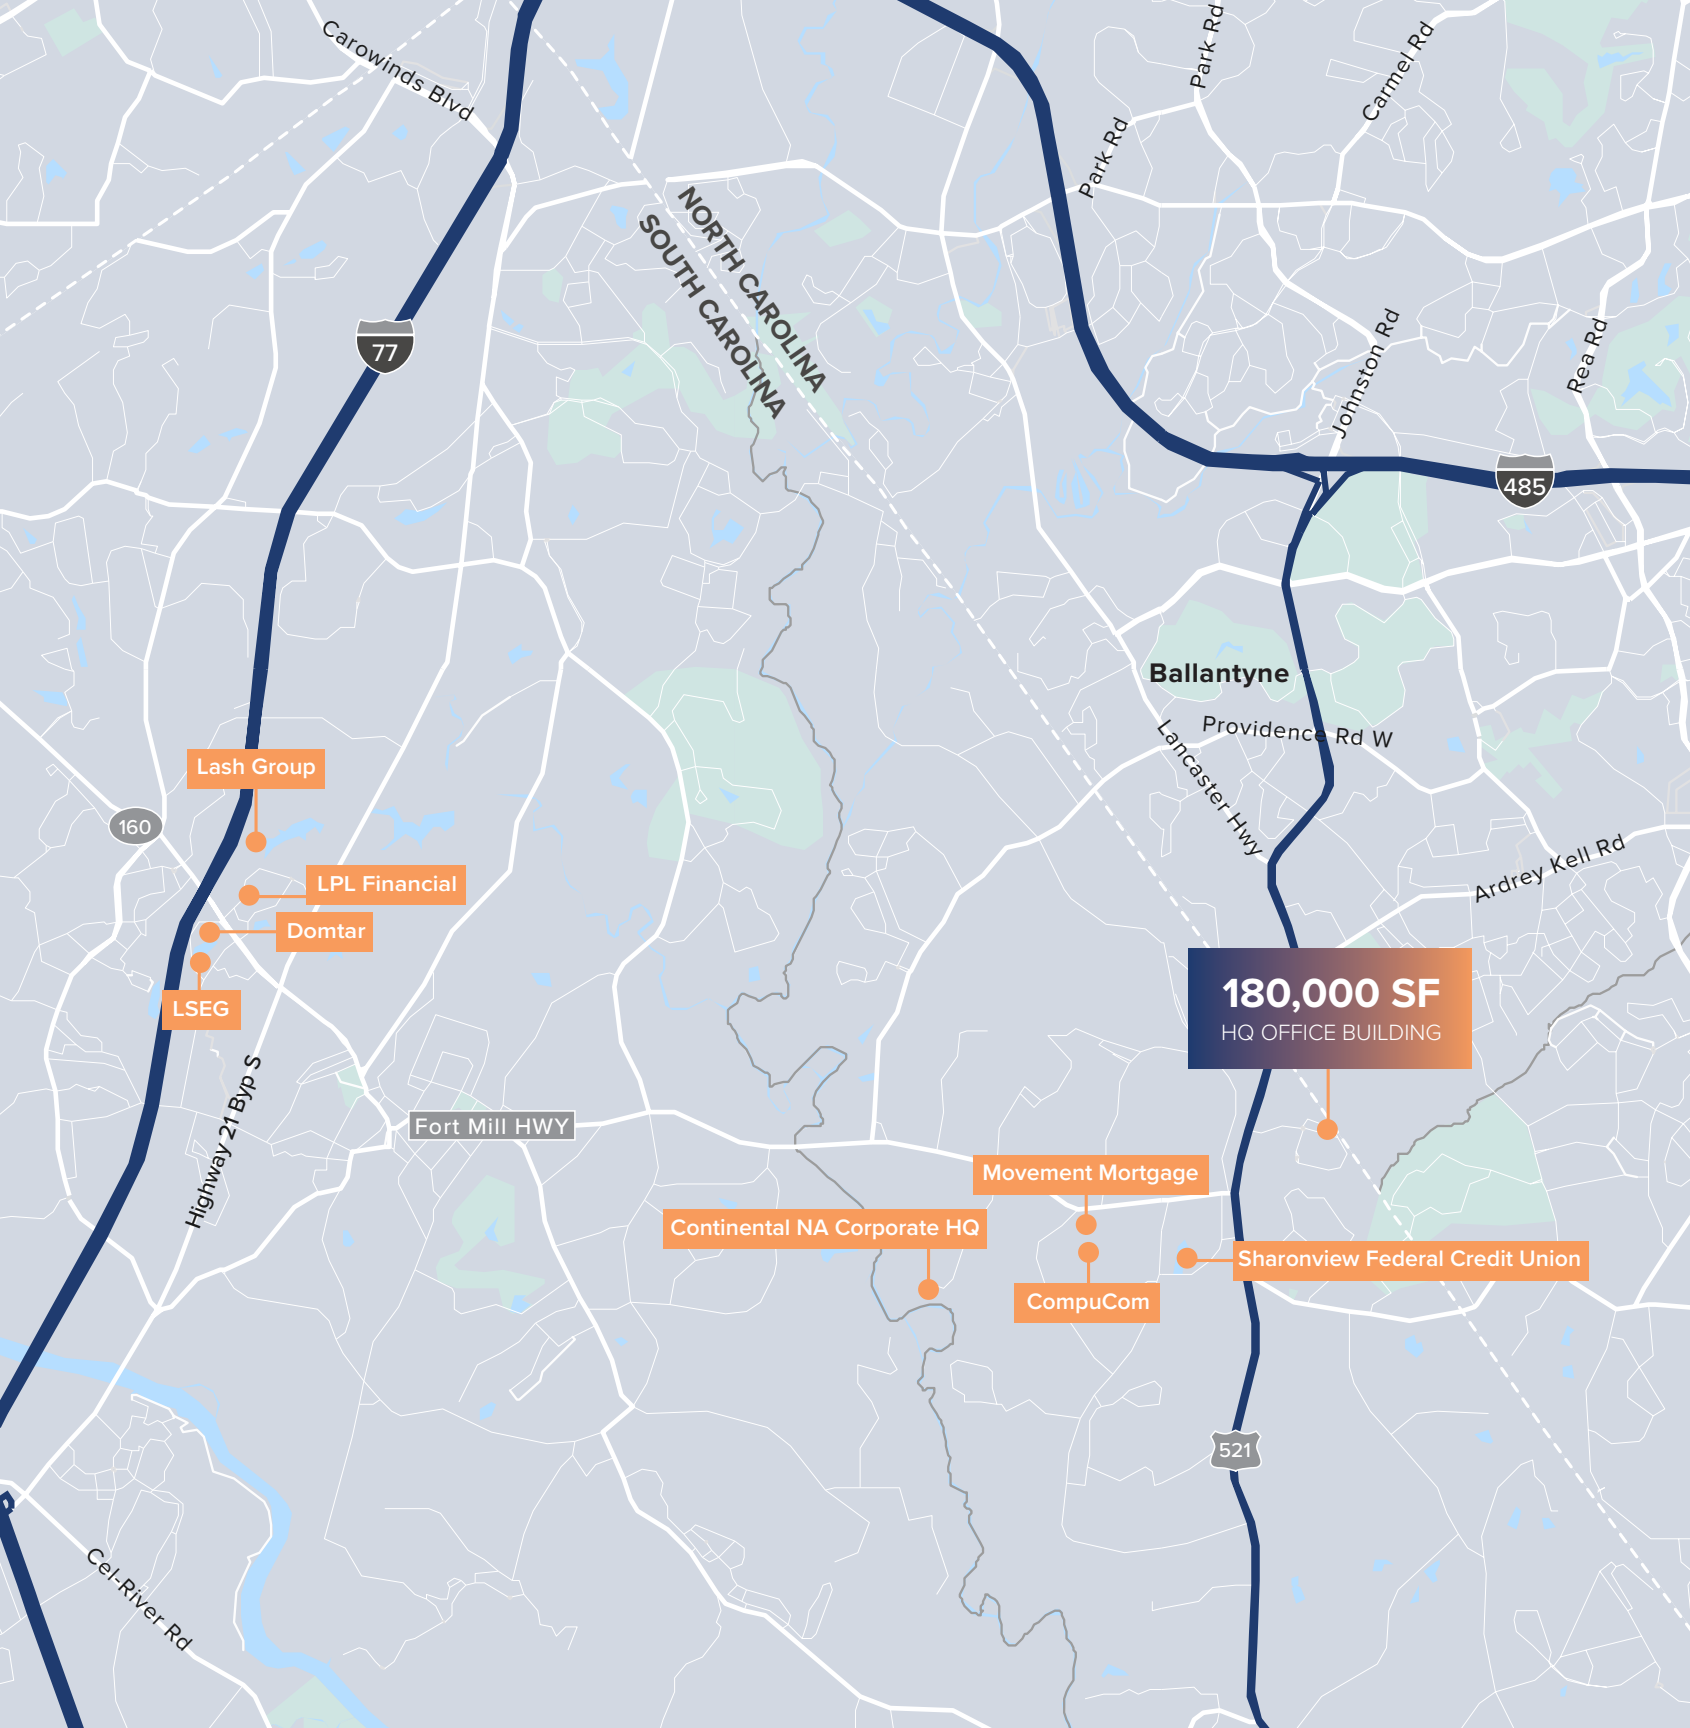 Carowinds Blvd
Park Rd
Carmel Rd
Park Rd
NORTH CAROLINA
SOUTH CAROLINA
77
Johnston Rd
Rea Rd
485
Ballantyne
Providence Rd W
Lancaster Hwy
Lash Group
160
Ardrey Kell Rd
LPL Financial
Domtar
LSEG
180,000 SF
HQ OFFICE BUILDING
Highway 21 Byp S
Fort Mill HWY
Movement Mortgage
Continental NA Corporate HQ
Sharonview Federal Credit Union
CompuCom
521
Cel-River Rd